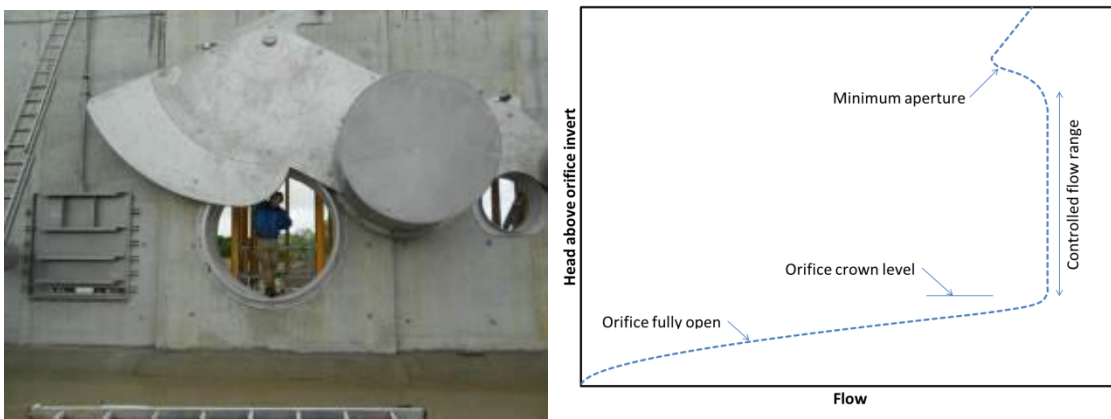 Head above orifice invert
Minimum aperture
Controlled flow range
Orifice crown level
Orifice fully open
Flow